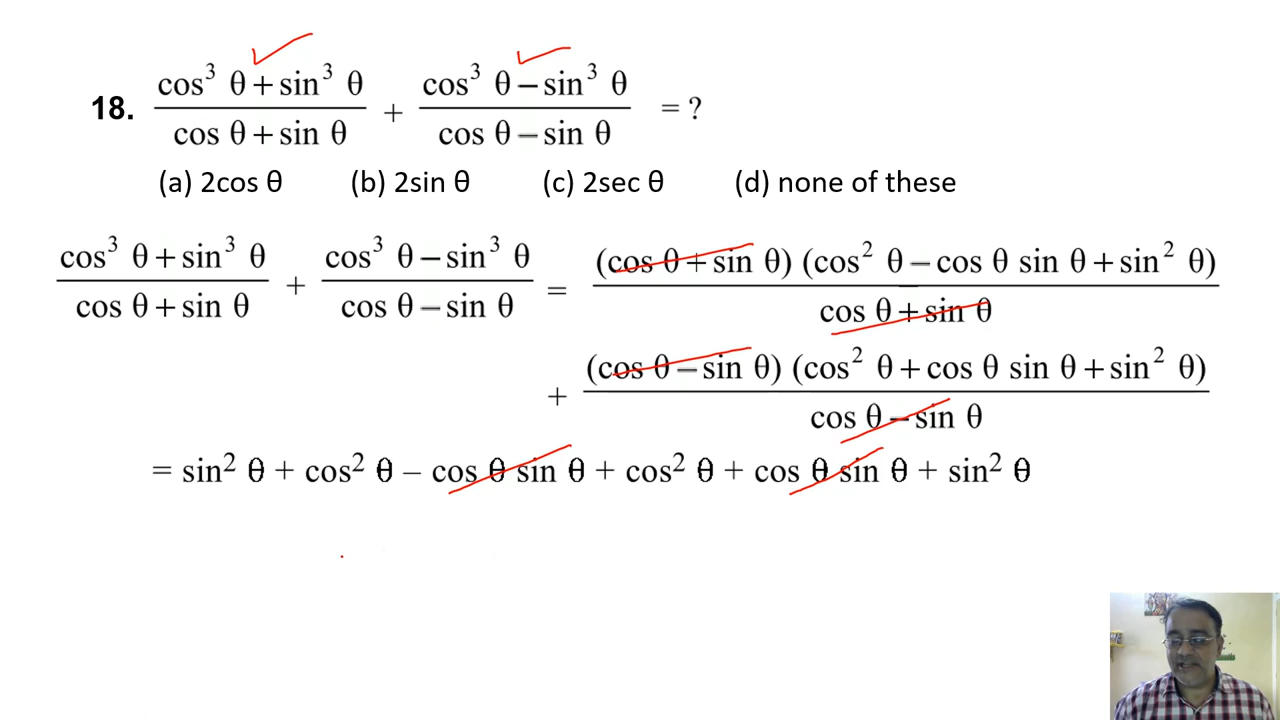 18. (cos³ θ + sin³ θ)/(cos θ + sin θ) + (cos³ θ − sin³ θ)/(cos θ − sin θ) = ?
(a) 2cos θ (b) 2sin θ (c) 2sec θ (d) none of these
(cos³ θ + sin³ θ)/(cos θ + sin θ) + (cos³ θ − sin³ θ)/(cos θ − sin θ) = (cos θ + sin θ) (cos² θ − cos θ sin θ + sin² θ)/(cos θ + sin θ)
+ (cos θ − sin θ) (cos² θ + cos θ sin θ + sin² θ)/(cos θ − sin θ)
= sin² θ + cos² θ − cos θ sin θ + cos² θ + cos θ sin θ + sin² θ